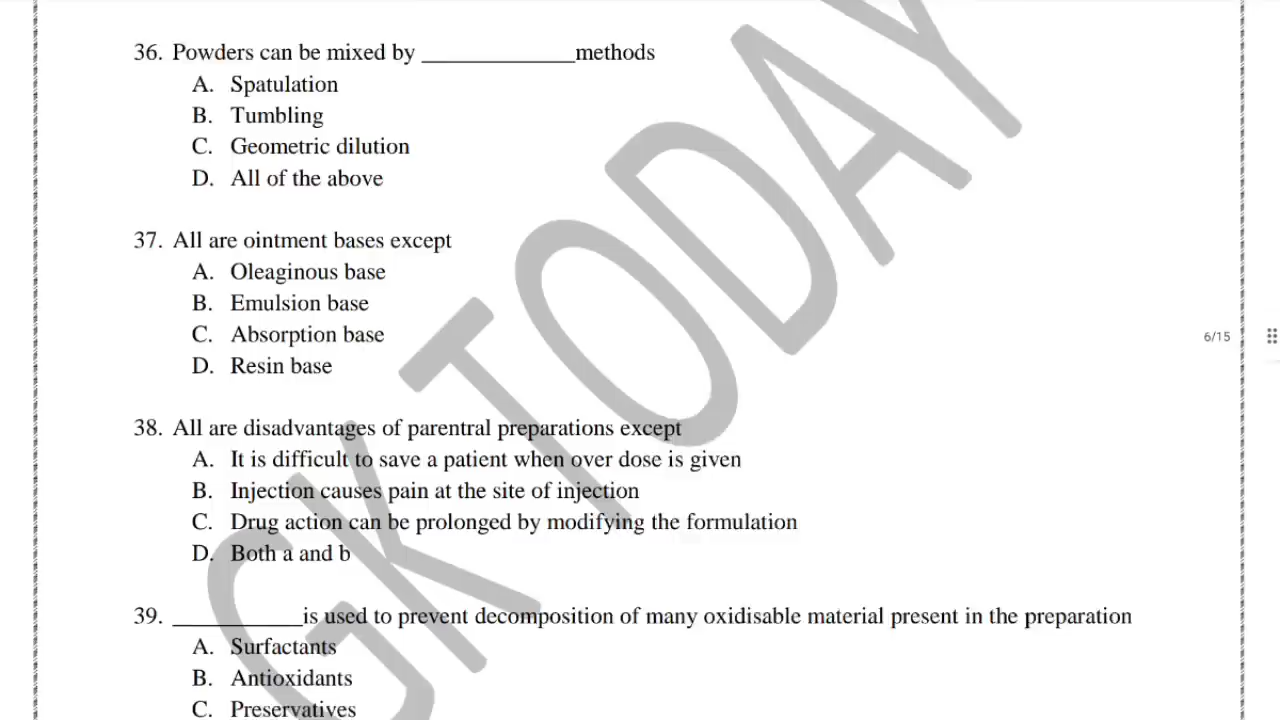 36. Powders can be mixed by _____________methods
A. Spatulation
B. Tumbling
C. Geometric dilution
D. All of the above
37. All are ointment bases except
A. Oleaginous base
B. Emulsion base
C. Absorption base
D. Resin base
6/15
38. All are disadvantages of parentral preparations except
A. It is difficult to save a patient when over dose is given
B. Injection causes pain at the site of injection
C. Drug action can be prolonged by modifying the formulation
D. Both a and b
39. ___________is used to prevent decomposition of many oxidisable material present in the preparation
A. Surfactants
B. Antioxidants
C. Preservatives
GK TODAY